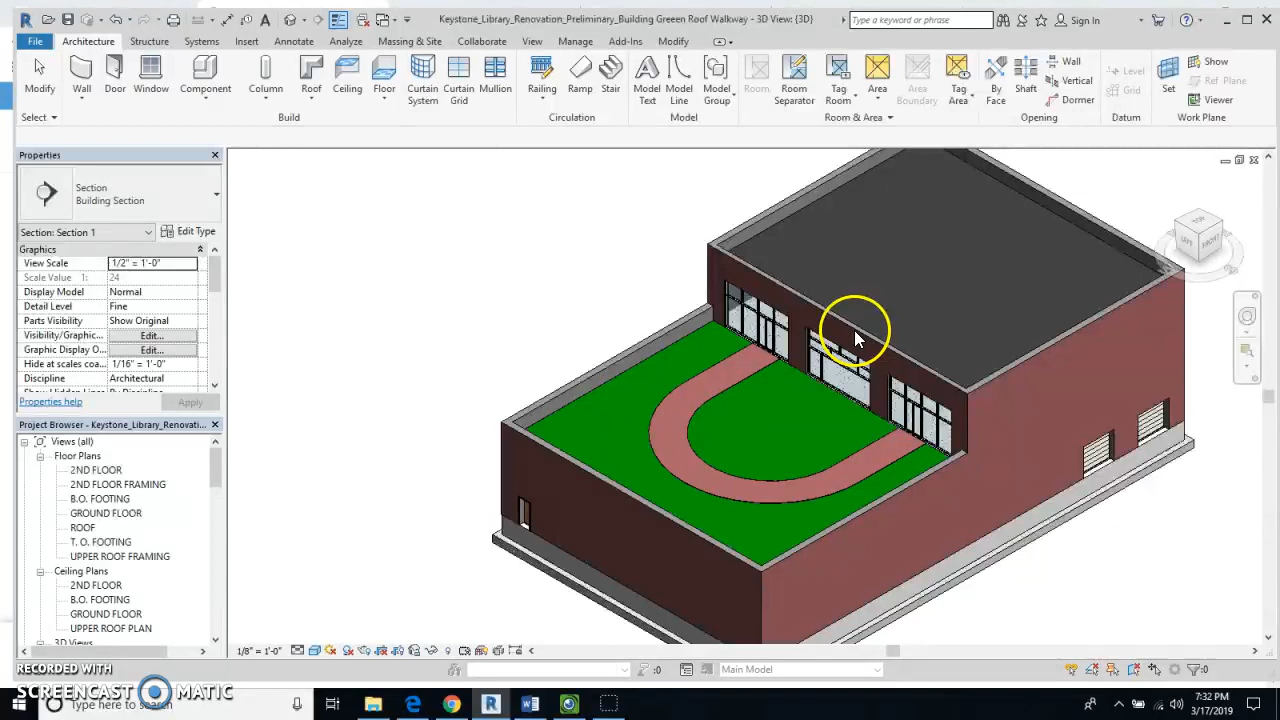 Keystone_Library_Renovation_Preliminary_Building Greeen Roof Walkway - 3D View: {3D}
Type a keyword or phrase
Sign In
File Architecture Structure Systems Insert Annotate Analyze Massing & Site Collaborate View Manage Add-Ins Modify
Modify Wall Door Window Component Column Roof Ceiling Floor Curtain System Curtain Grid Mullion Railing Ramp Stair Model Text Model Line Model Group Room Room Separator Tag Room Area Area Boundary Tag Area By Face Shaft Wall Vertical Dormer Level Grid Set Show Ref Plane Viewer
Select Build Circulation Model Room & Area Opening Datum Work Plane
Properties
Section
Building Section
Section: Section 1 Edit Type
Graphics
View Scale 1/2" = 1'-0"
Scale Value 1: 24
Display Model Normal
Detail Level Fine
Parts Visibility Show Original
Visibility/Graphic... Edit...
Graphic Display O... Edit...
Hide at scales coa... 1/16" = 1'-0"
Discipline Architectural
Properties help Apply
Project Browser - Keystone_Library_Renovati...
Views (all)
Floor Plans
2ND FLOOR
2ND FLOOR FRAMING
B.O. FOOTING
GROUND FLOOR
ROOF
T. O. FOOTING
UPPER ROOF FRAMING
Ceiling Plans
2ND FLOOR
B.O. FOOTING
GROUND FLOOR
UPPER ROOF PLAN
3D Views
TOP
LEFT
FRONT
1/8" = 1'-0"
:0 Main Model :0
RECORDED WITH
SCREENCAST MATIC
Type here to search
7:32 PM
3/17/2019